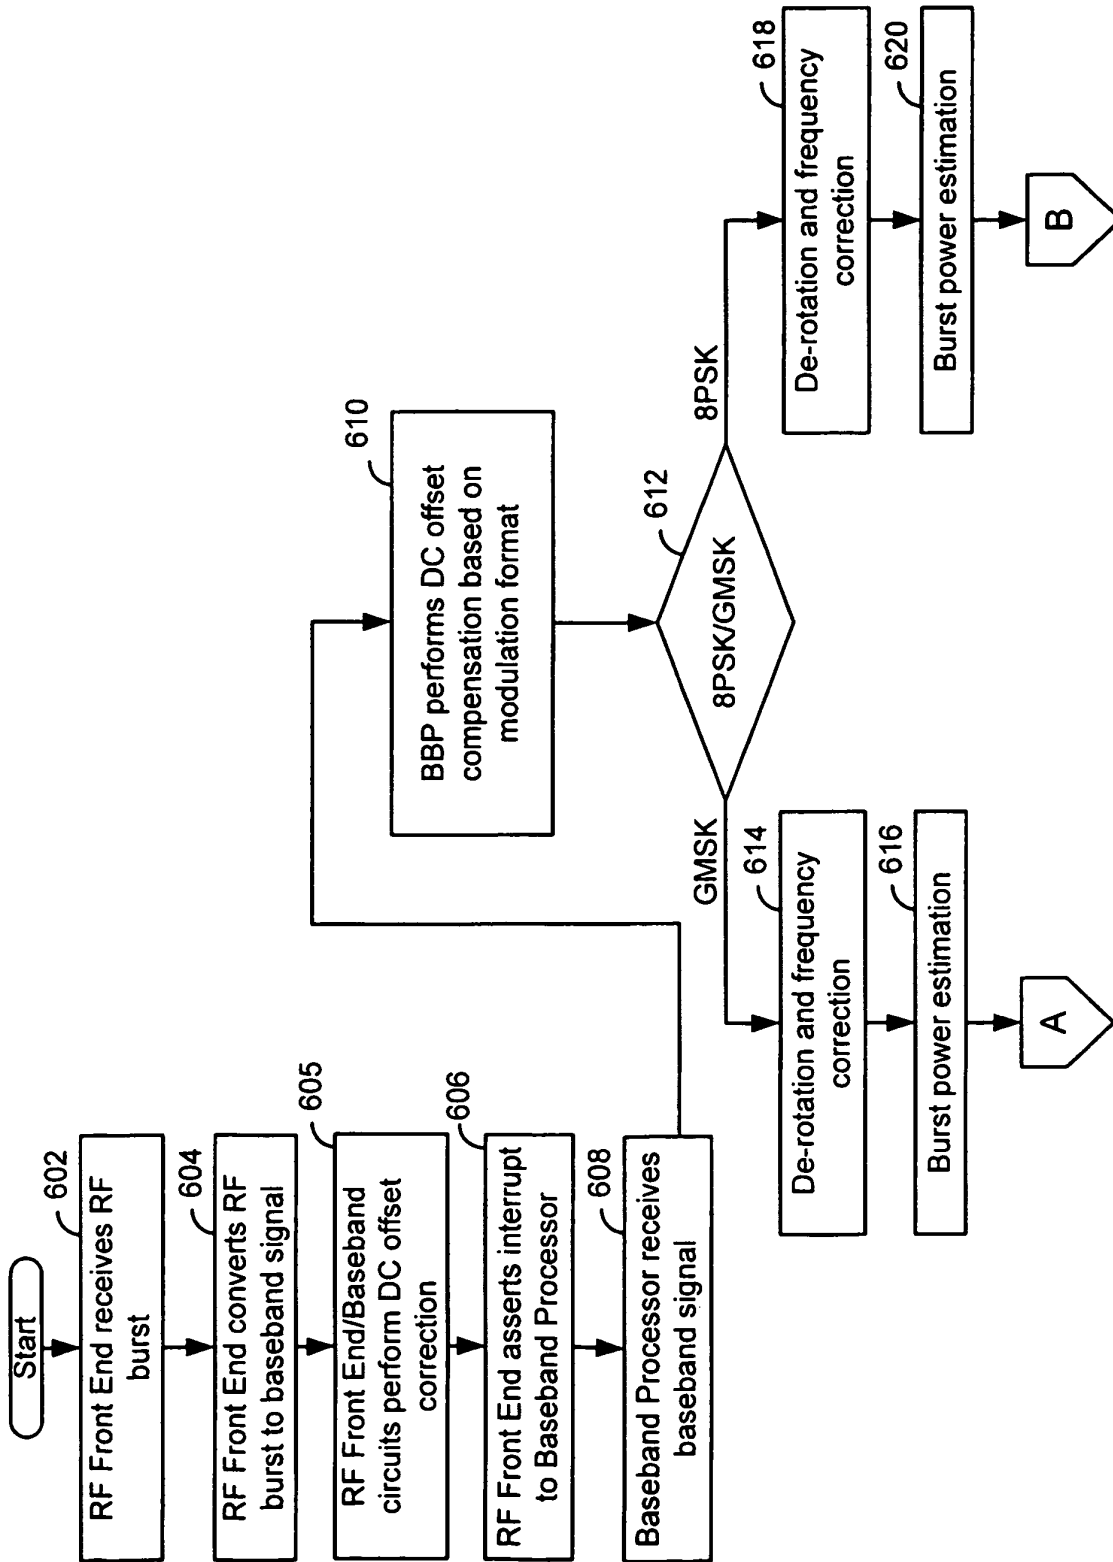 Start
602
RF Front End receives RF
burst
604
RF Front End converts RF
burst to baseband signal
605
RF Front End/Baseband
circuits perform DC offset
correction
606
RF Front End asserts interrupt
to Baseband Processor
608
Baseband Processor receives
baseband signal
610
BBP performs DC offset
compensation based on
modulation format
612
8PSK/GMSK
GMSK
614
De-rotation and frequency
correction
616
Burst power estimation
A
8PSK
618
De-rotation and frequency
correction
620
Burst power estimation
B